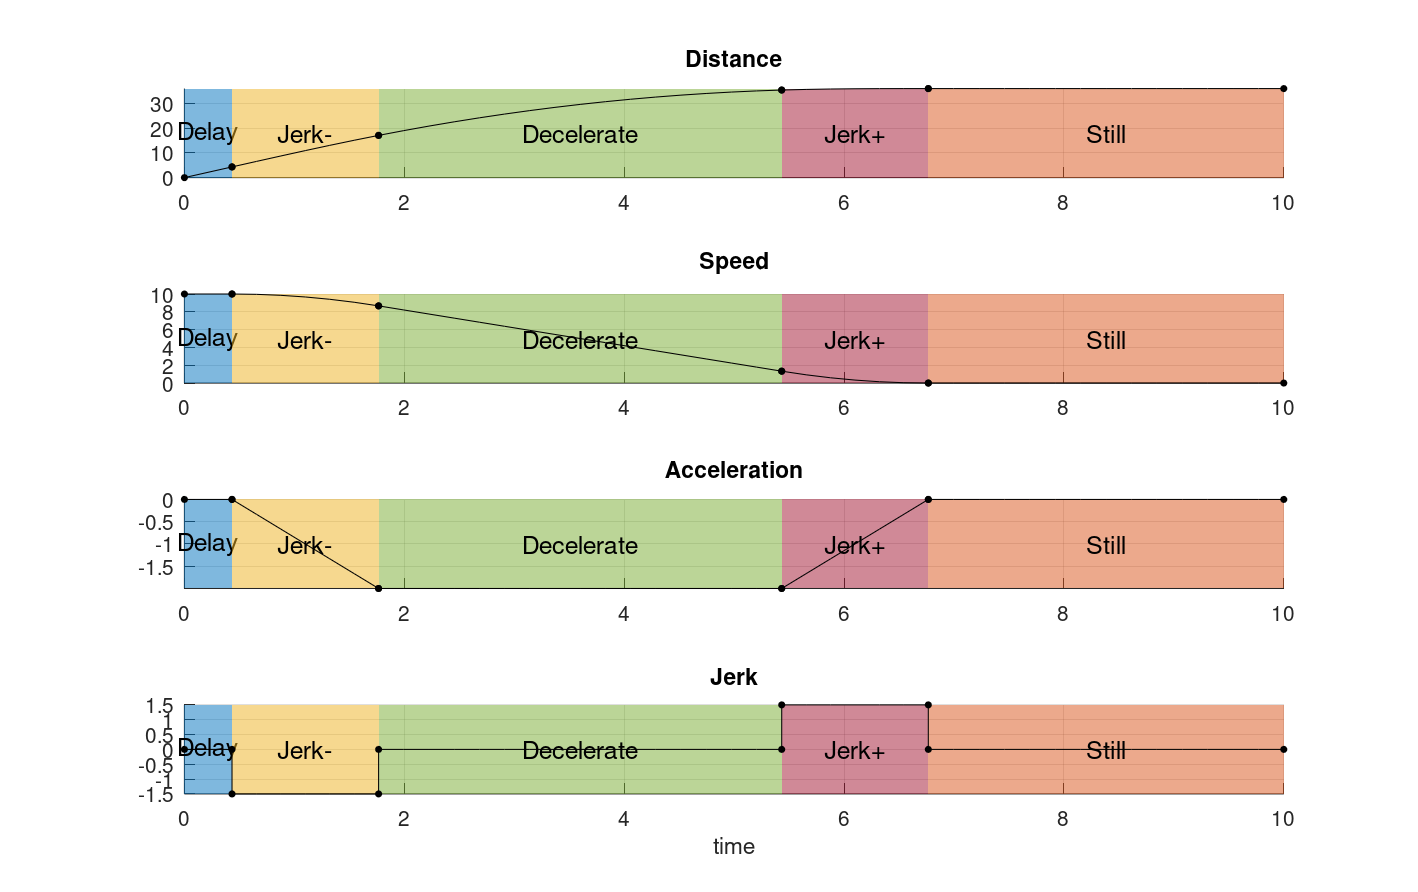 Distance
30
20
10
0
Delay
Jerk-
Decelerate
Jerk+
Still
0 2 4 6 8 10
Speed
10
8
6
4
2
0
Delay
Jerk-
Decelerate
Jerk+
Still
0 2 4 6 8 10
Acceleration
0
-0.5
-1
-1.5
Delay
Jerk-
Decelerate
Jerk+
Still
0 2 4 6 8 10
Jerk
1.5
1
0.5
0
-0.5
-1
-1.5
Delay
Jerk-
Decelerate
Jerk+
Still
0 2 4 6 8 10
time